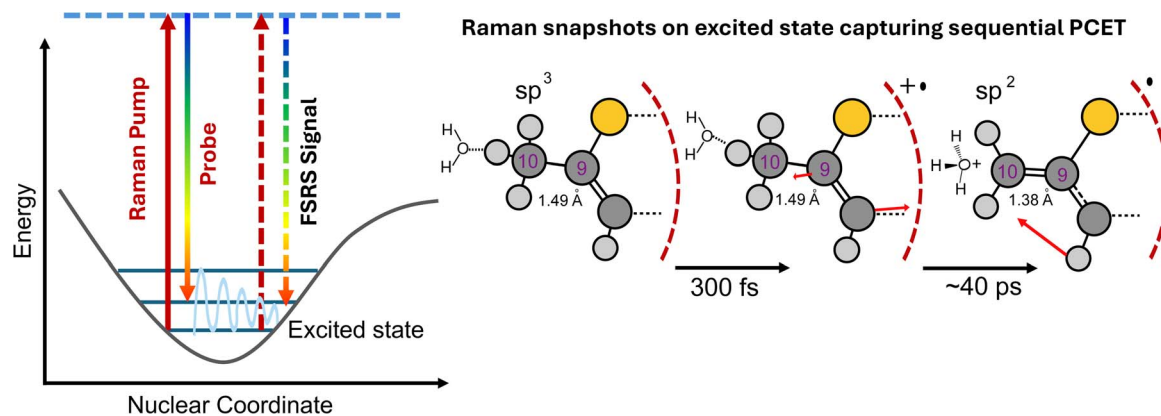 Raman snapshots on excited state capturing sequential PCET
Energy
Raman Pump
Probe
FSRS Signal
Excited state
Nuclear Coordinate
sp3
H
O
H
10
9
1.49 Å
300 fs
H
O
H
10
9
1.49 Å
+•
~40 ps
sp2
H
H
O+
H
10
9
1.38 Å
•